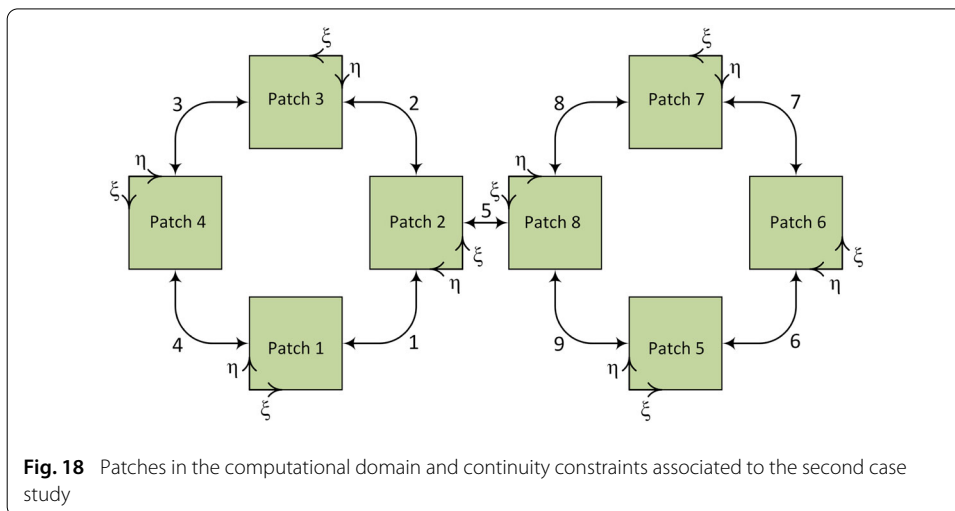 ξ
η
Patch 3
3
2
ξ
η
Patch 7
8
7
η
ξ
Patch 4
Patch 2
ξ
η
5
η
ξ
Patch 8
Patch 6
ξ
η
4
η
Patch 1
ξ
1
9
η
Patch 5
ξ
6
Fig. 18 Patches in the computational domain and continuity constraints associated to the second case
study